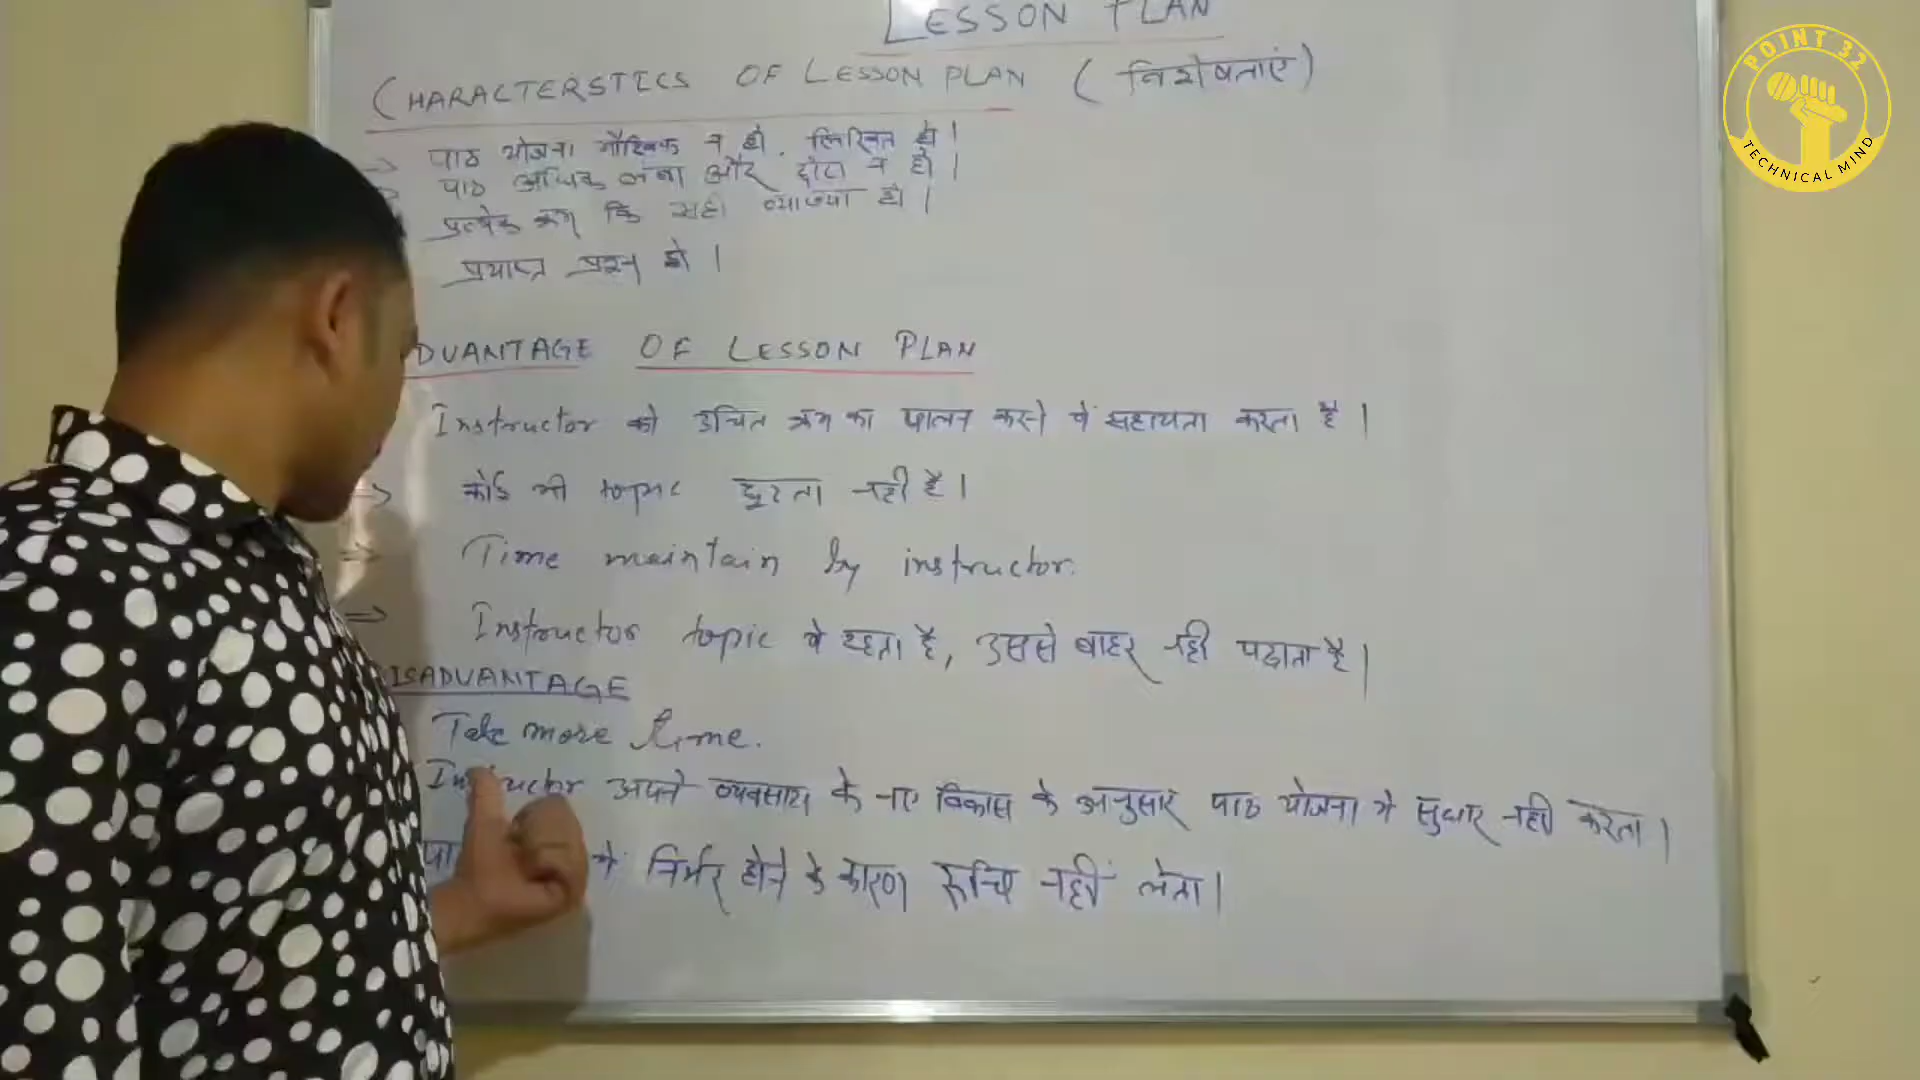 LESSON PLAN
CHARACTERSTICS OF LESSON PLAN (विशेषताएं)
→ पाठ योजना मौखिक न हो, लिखित हो।
पाठ अधिक लंबा और छोटा न हो।
प्रत्येक क्रम कि सही व्याख्या हो।
प्रयाप्त प्रश्न हो।
DVANTAGE OF LESSON PLAN
Instructor को उचित क्रम का पालन करने में सहायता करता है।
→ कोई भी topic छूटता नही है।
⇒ Time maintain by instructor.
⇒ Instructor topic में रहता है, उससे बाहर नही पढ़ाता है।
ISADVANTAGE
Take more time.
Instructor अपने व्यवसाय के नए विकास के अनुसार पाठ योजना मे सुधार नही करता।
निर्भर होने के कारण रूचि नहीं लेता।
POINT 32
TECHNICAL MIND